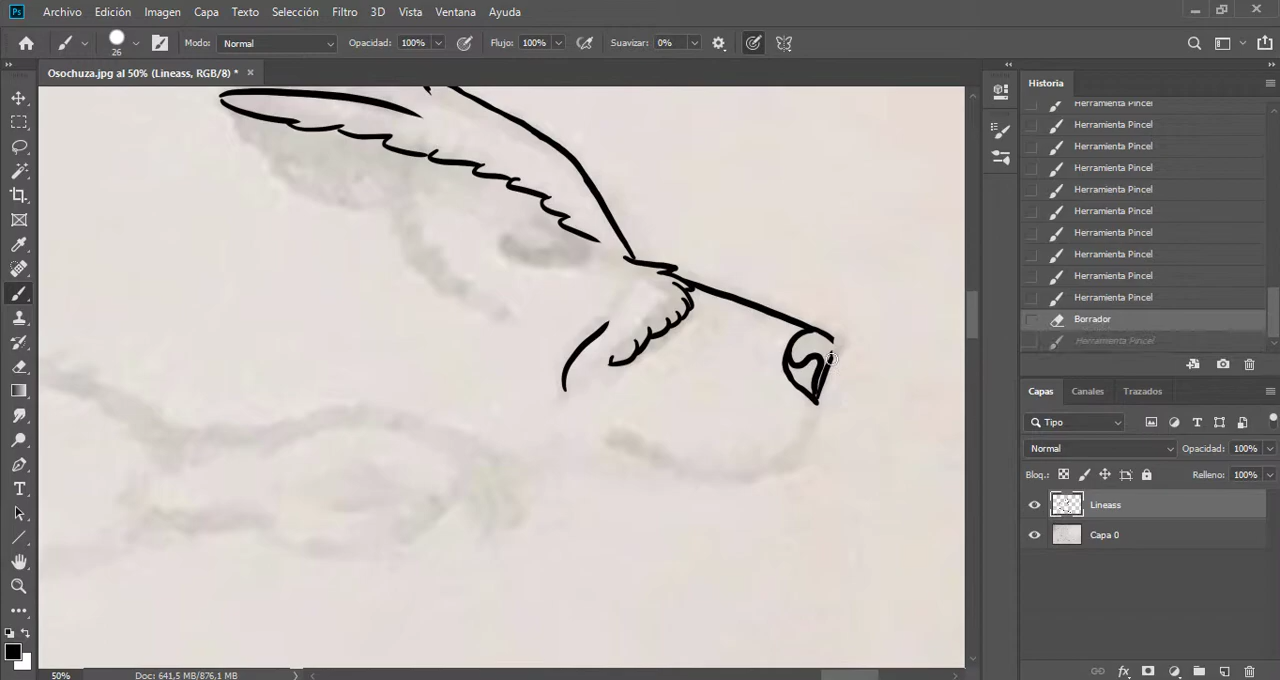 Ps Archivo Edición Imagen Capa Texto Selección Filtro 3D Vista Ventana Ayuda
26 Modo: Normal Opacidad: 100% Flujo: 100% Suavizar: 0%
Osochuza.jpg al 50% (Lineass, RGB/8) * ×
Historia
Herramienta Pincel
Herramienta Pincel
Herramienta Pincel
Herramienta Pincel
Herramienta Pincel
Herramienta Pincel
Herramienta Pincel
Herramienta Pincel
Herramienta Pincel
Herramienta Pincel
Borrador
Herramienta Pincel
Capas Canales Trazados
Tipo
Normal Opacidad: 100%
Bloq.: Relleno: 100%
Lineass
Capa 0
T
fx
50% Doc: 641,5 MB/876,1 MB